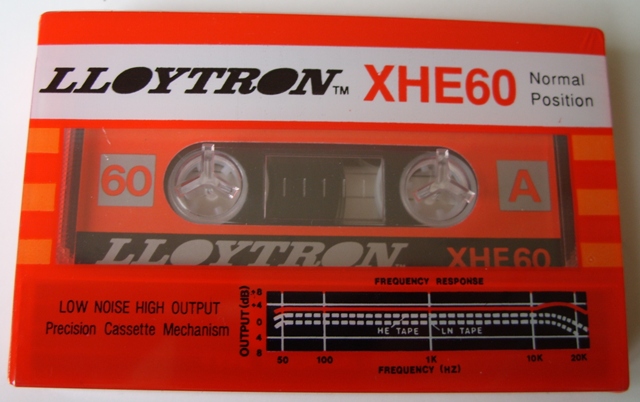 LLOYTRON™ XHE60 Normal Position
60
A
LLOYTRON™ XHE60
LOW NOISE HIGH OUTPUT
Precision Cassette Mechanism
FREQUENCY RESPONSE
OUTPUT (dB)
+8
+4
0
4
8
HE TAPE LN TAPE
50 100 1K 10K 20K
FREQUENCY (HZ)